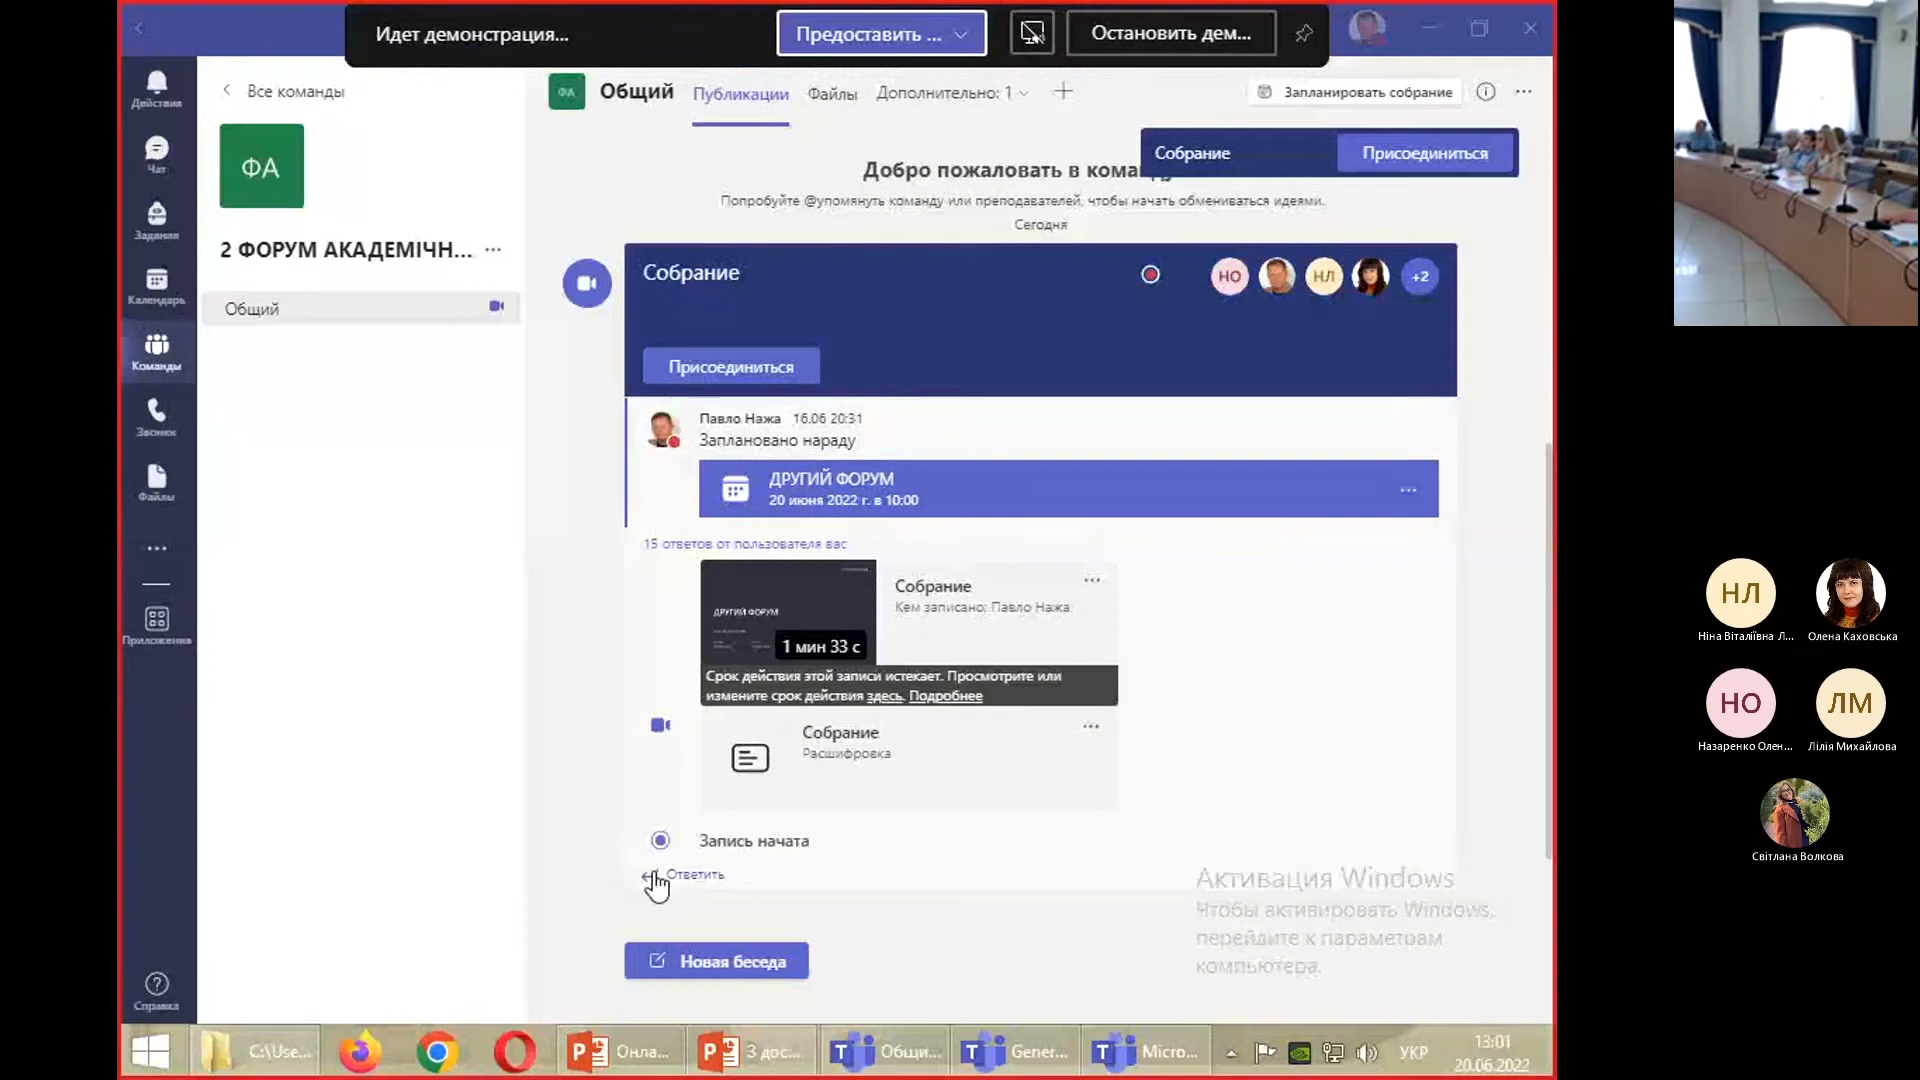 Идет демонстрация...
Предоставить ...
Остановить дем...
Действия
Чат
Задания
Календарь
Команды
Звонки
Файлы
Приложения
Справка
Все команды
ФА
2 ФОРУМ АКАДЕМІЧН... ...
Общий
ФА
Общий
Публикации
Файлы
Дополнительно: 1
Запланировать собрание
Собрание
Присоединиться
Добро пожаловать в кома
Попробуйте @упомянуть команду или преподавателей, чтобы начать обмениваться идеями.
Сегодня
Собрание
НО
НЛ
+2
Присоединиться
Павло Нажа 16.06 20:31
Заплановано нараду
ДРУГИЙ ФОРУМ
20 июня 2022 г. в 10:00
15 ответов от пользователя вас
ДРУГИЙ ФОРУМ
1 мин 33 с
Собрание
Кем записано: Павло Нажа
Срок действия этой записи истекает. Просмотрите или
измените срок действия здесь. Подробнее
Собрание
Расшифровка
Запись начата
Ответить
Новая беседа
Активация Windows
Чтобы активировать Windows,
перейдите к параметрам
компьютера.
C:\Use...
Онла...
3 дос...
Общи...
Gener...
Micro...
УКР
13:01
20.06.2022
НЛ
Ніна Віталіївна Л...
Олена Каховська
НО
Назаренко Олен...
ЛМ
Лілія Михайлова
Світлана Волкова